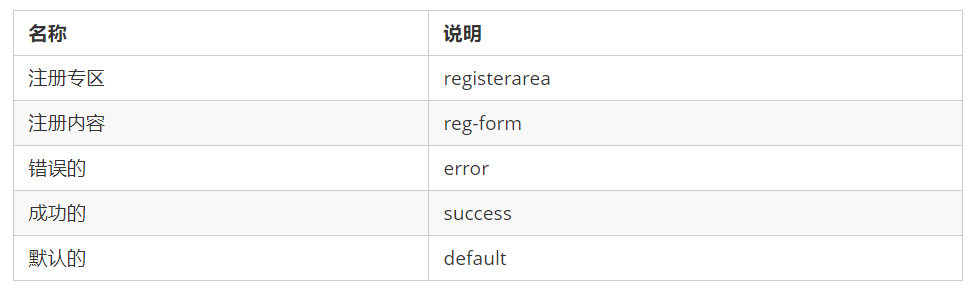 名称 说明
注册专区 registerarea
注册内容 reg-form
错误的 error
成功的 success
默认的 default